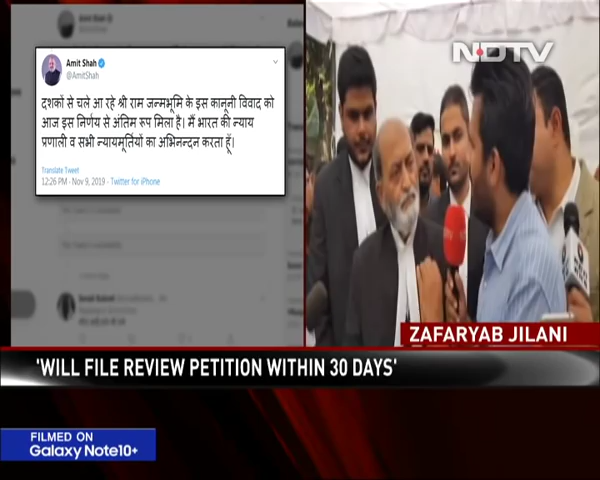 Amit Shah
@AmitShah
दशकों से चले आ रहे श्री राम जन्मभूमि के इस कानूनी विवाद को
आज इस निर्णय से अंतिम रूप मिला है। मैं भारत की न्याय
प्रणाली व सभी न्यायमूर्तियों का अभिनन्दन करता हूँ।
Translate Tweet
12:26 PM - Nov 9, 2019 - Twitter for iPhone
NDTV
ZAFARYAB JILANI
'WILL FILE REVIEW PETITION WITHIN 30 DAYS'
FILMED ON
Galaxy Note10+